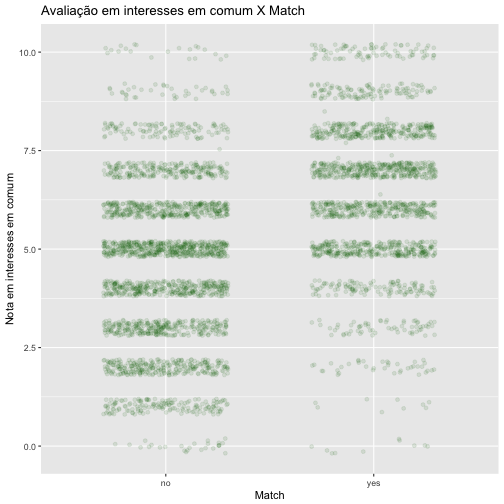 Avaliação em interesses em comum X Match
Nota em interesses em comum
10.0
7.5
5.0
2.5
0.0
no yes
Match